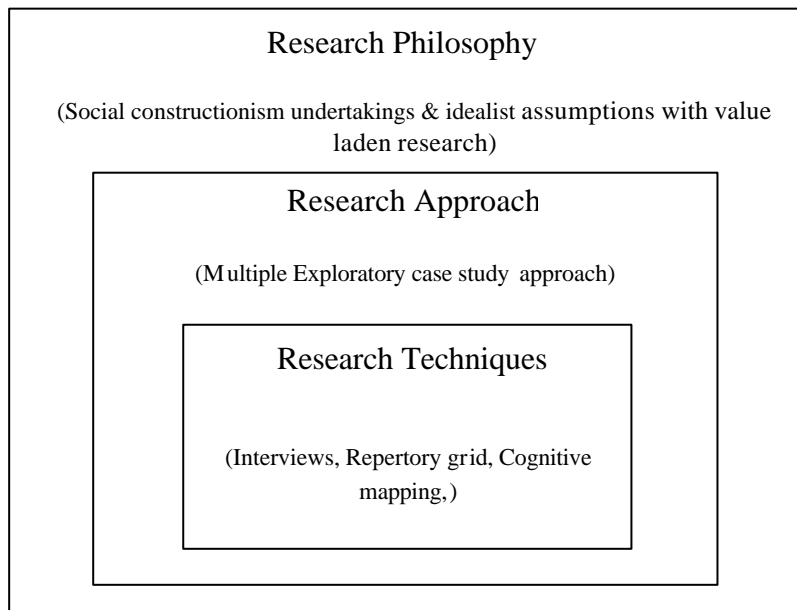 Research Philosophy
(Social constructionism undertakings & idealist assumptions with value
laden research)
Research Approach
(Multiple Exploratory case study approach)
Research Techniques
(Interviews, Repertory grid, Cognitive
mapping,)